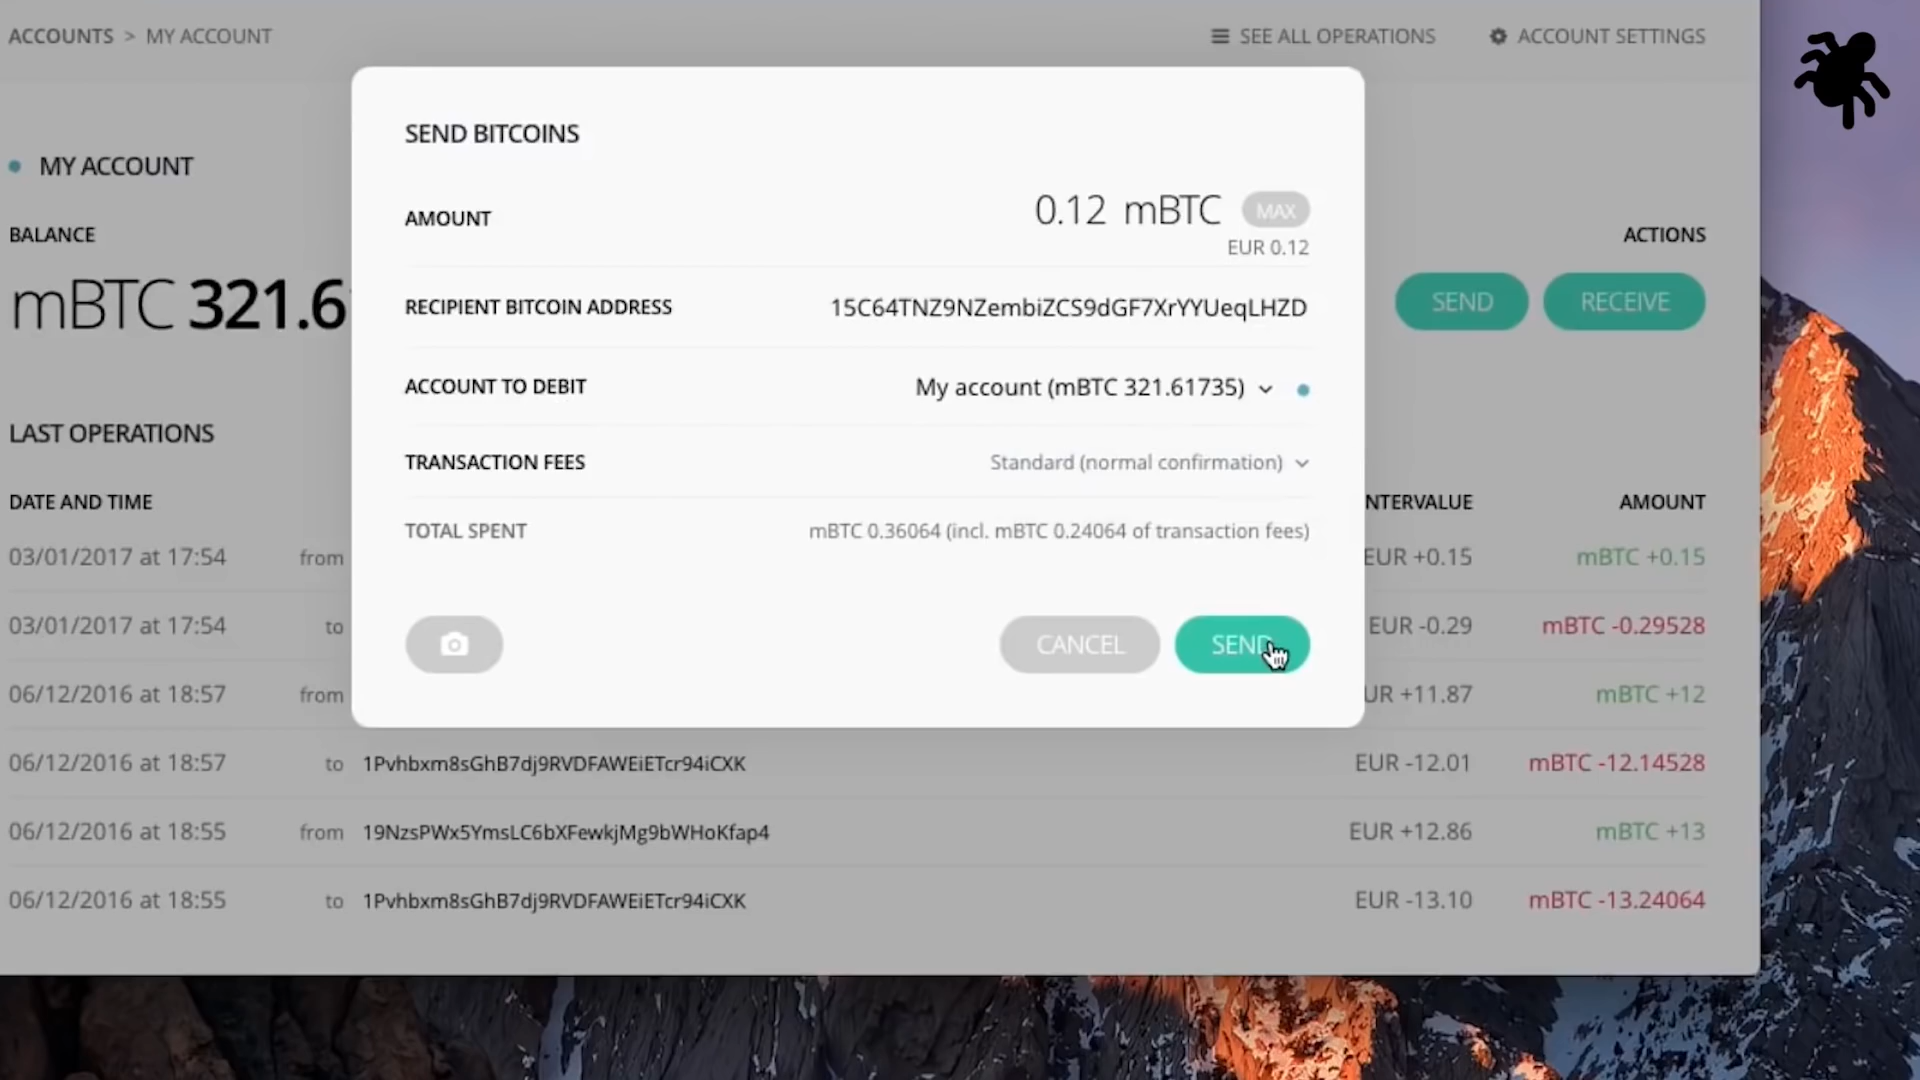 ACCOUNTS > MY ACCOUNT
SEE ALL OPERATIONS
ACCOUNT SETTINGS
MY ACCOUNT
BALANCE
mBTC 321.6
ACTIONS
SEND
RECEIVE
SEND BITCOINS
AMOUNT
0.12 mBTC MAX
EUR 0.12
RECIPIENT BITCOIN ADDRESS
15C64TNZ9NZembiZCS9dGF7XrYYUeqLHZD
ACCOUNT TO DEBIT
My account (mBTC 321.61735)
TRANSACTION FEES
Standard (normal confirmation)
TOTAL SPENT
mBTC 0.36064 (incl. mBTC 0.24064 of transaction fees)
CANCEL
SEND
LAST OPERATIONS
DATE AND TIME
NTERVALUE
AMOUNT
03/01/2017 at 17:54 from EUR +0.15 mBTC +0.15
03/01/2017 at 17:54 to EUR -0.29 mBTC -0.29528
06/12/2016 at 18:57 from UR +11.87 mBTC +12
06/12/2016 at 18:57 to 1Pvhbxm8sGhB7dj9RVDFAWEiETcr94iCXK EUR -12.01 mBTC -12.14528
06/12/2016 at 18:55 from 19NzsPWx5YmsLC6bXFewkjMg9bWHoKfap4 EUR +12.86 mBTC +13
06/12/2016 at 18:55 to 1Pvhbxm8sGhB7dj9RVDFAWEiETcr94iCXK EUR -13.10 mBTC -13.24064